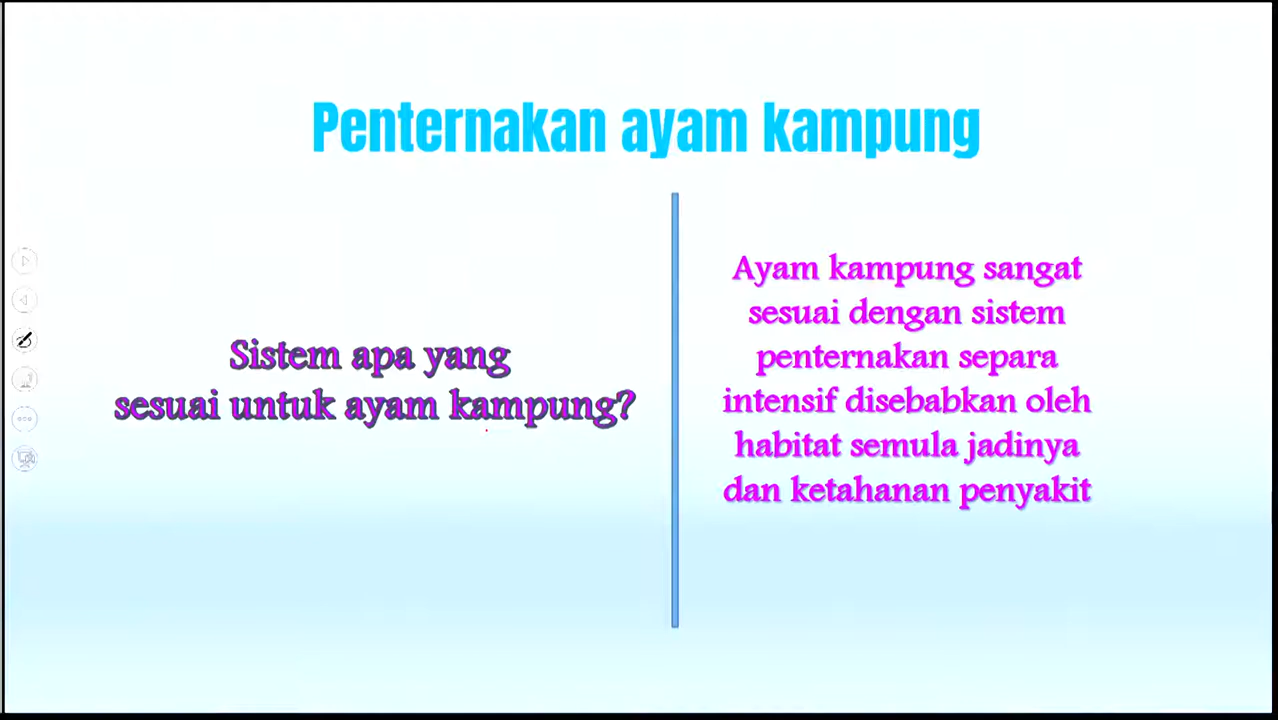 Penternakan ayam kampung
Sistem apa yang
sesuai untuk ayam kampung?
Ayam kampung sangat
sesuai dengan sistem
penternakan separa
intensif disebabkan oleh
habitat semula jadinya
dan ketahanan penyakit